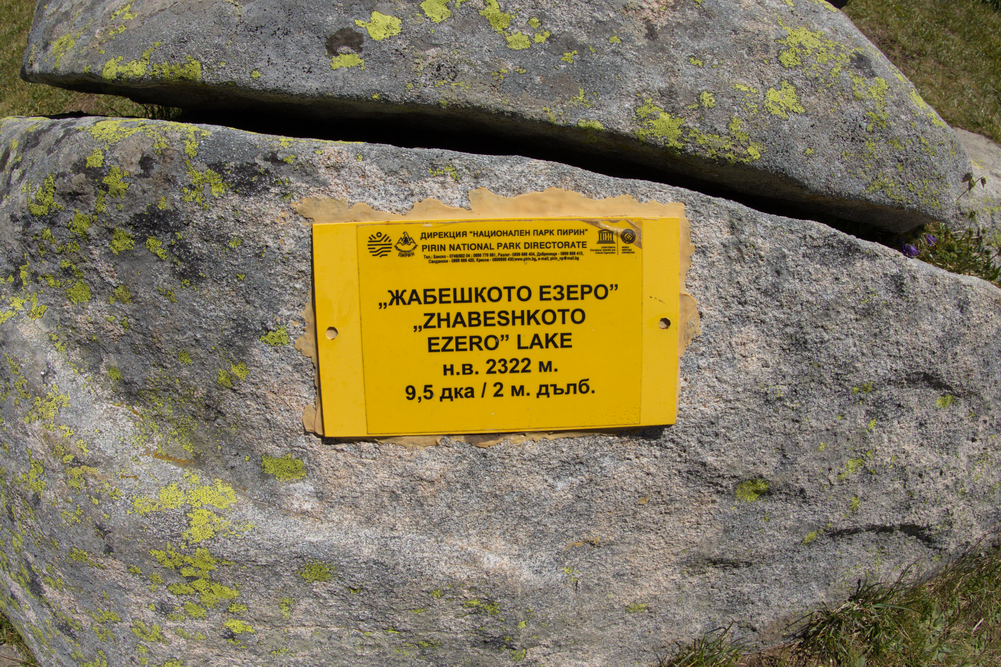 ДИРЕКЦИЯ "НАЦИОНАЛЕН ПАРК ПИРИН"
PIRIN NATIONAL PARK DIRECTORATE
ПИРИН
„ЖАБЕШКОТО ЕЗЕРО”
„ZHABESHKOTO
EZERO” LAKE
н.в. 2322 м.
9,5 дка / 2 м. дълб.